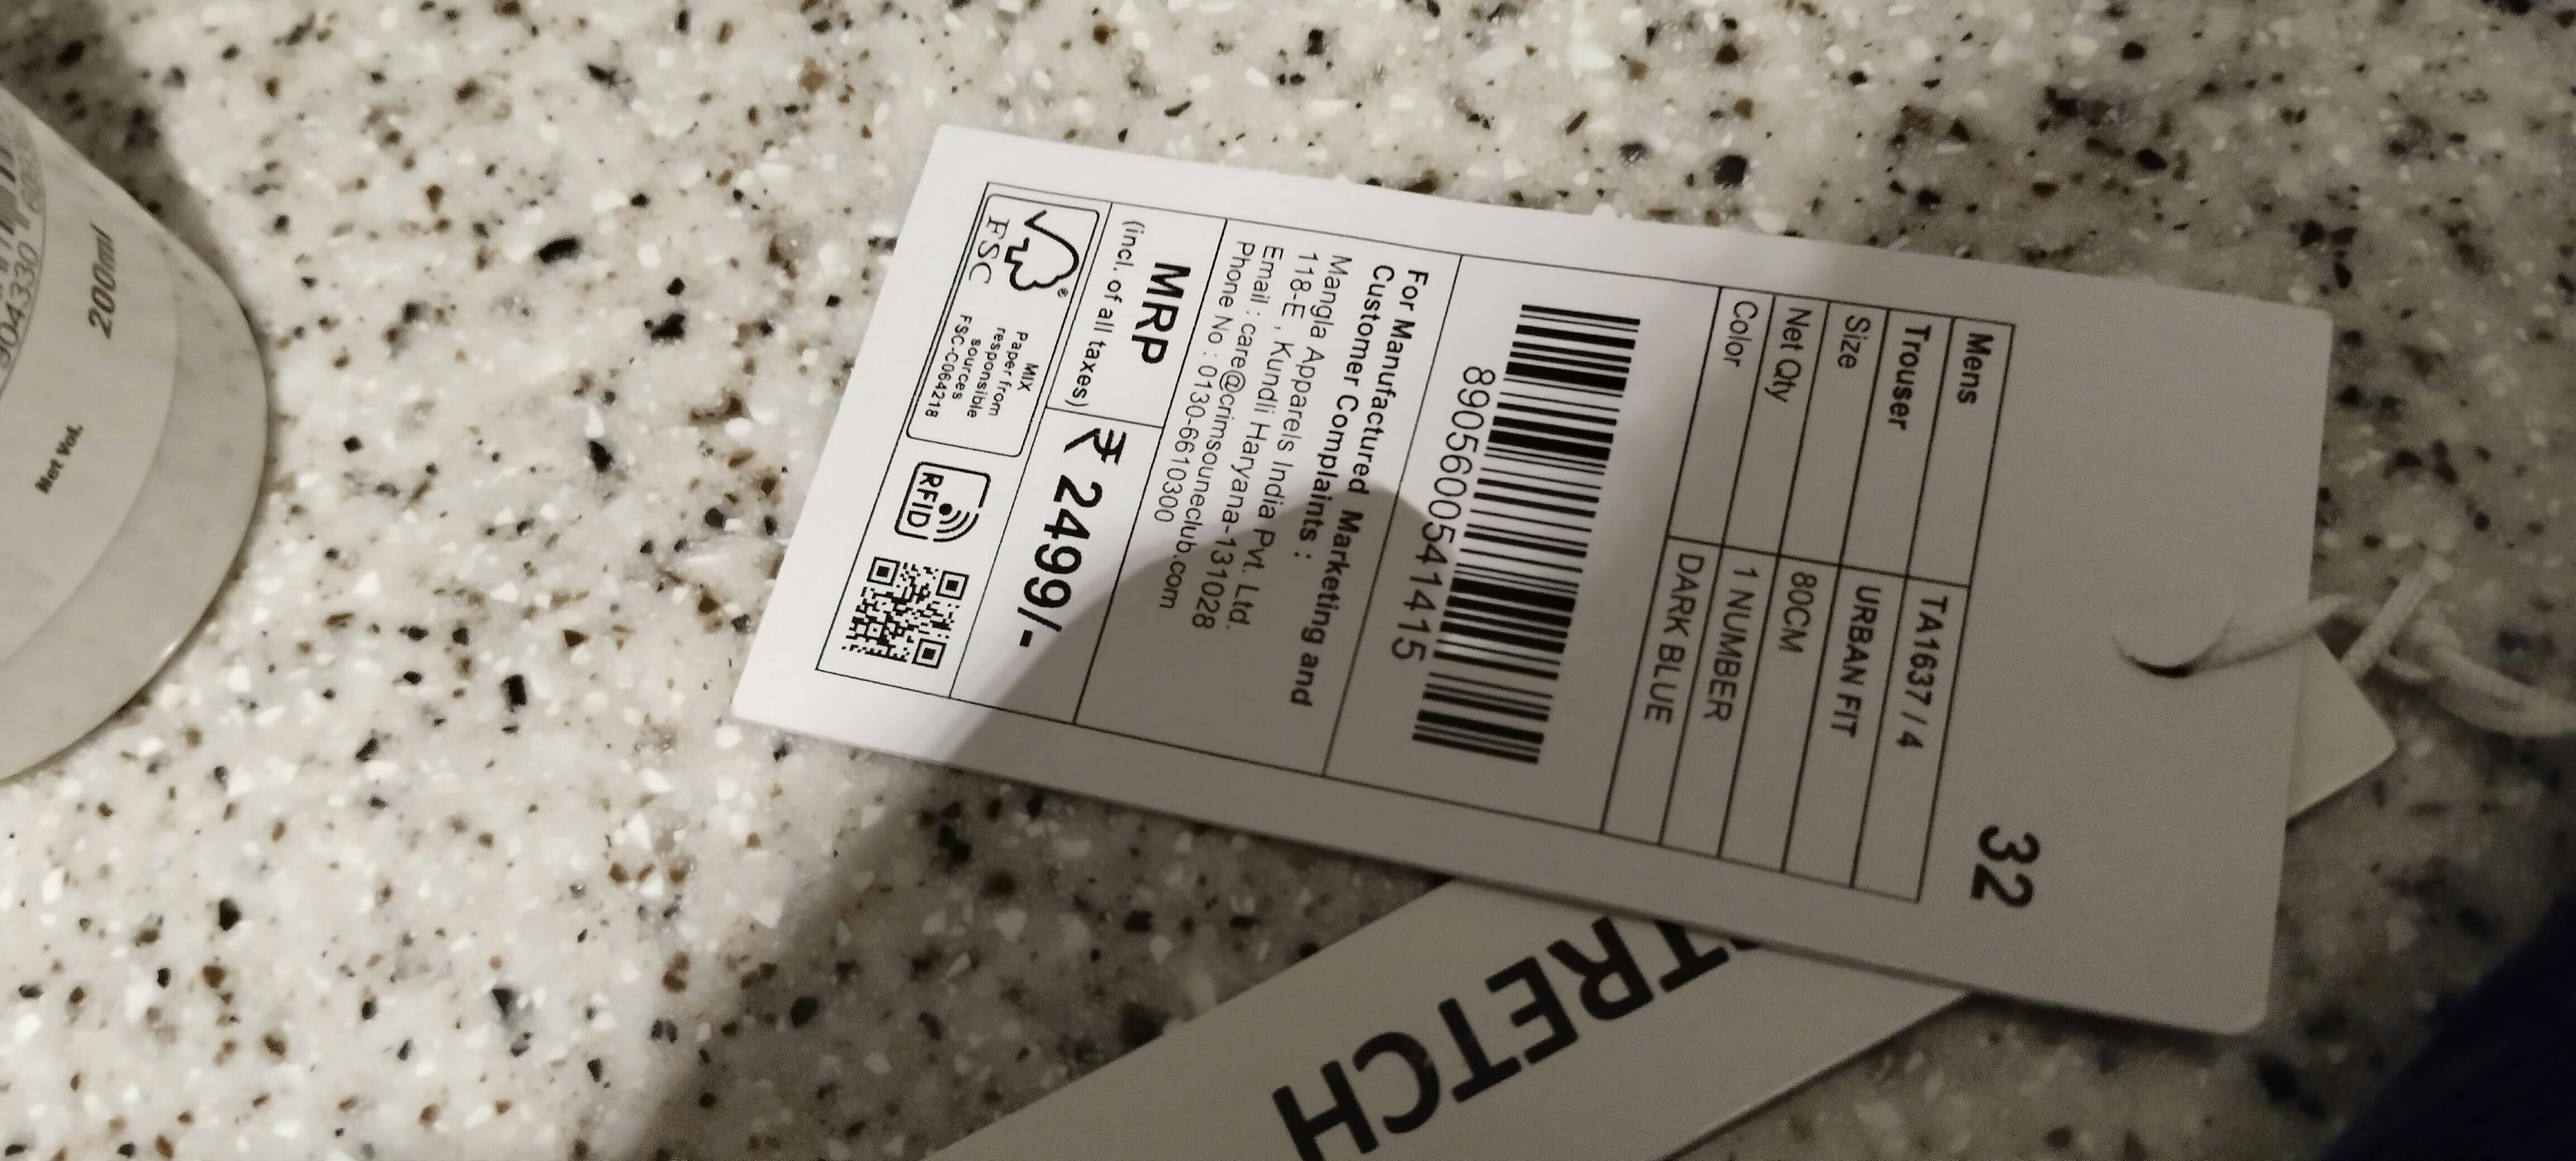 32
Mens TA1637 / 4
Trouser URBAN FIT
Size 80CM
Net Qty 1 NUMBER
Color DARK BLUE
8905600541415
For Manufactured Marketing and
Customer Complaints :
Mangla Apparels India Pvt. Ltd.
118-E , Kundli Haryana-131028
Email : care@crimsouneclub.com
Phone No : 0130-6610300
MRP
(incl. of all taxes)
₹ 2499/-
FSC
MIX
Paper from
responsible
sources
FSC-C064218
RFID
TRETCH
200ml
Net Vol.